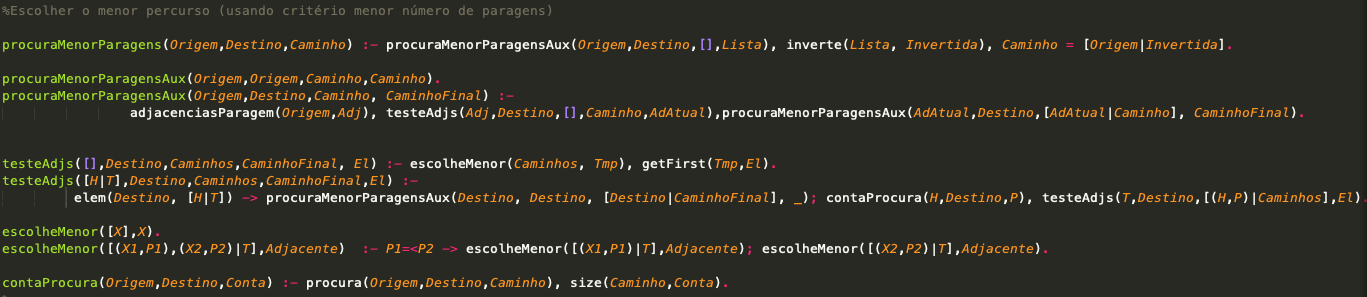 %Escolher o menor percurso (usando critério menor número de paragens)
procuraMenorParagens(Origem,Destino,Caminho) :- procuraMenorParagensAux(Origem,Destino,[],Lista), inverte(Lista, Invertida), Caminho = [Origem|Invertida].
procuraMenorParagensAux(Origem,Origem,Caminho,Caminho).
procuraMenorParagensAux(Origem,Destino,Caminho, CaminhoFinal) :-
adjacenciasParagem(Origem,Adj), testeAdjs(Adj,Destino,[],Caminho,AdAtual),procuraMenorParagensAux(AdAtual,Destino,[AdAtual|Caminho], CaminhoFinal).
testeAdjs([],Destino,Caminhos,CaminhoFinal, El) :- escolheMenor(Caminhos, Tmp), getFirst(Tmp,El).
testeAdjs([H|T],Destino,Caminhos,CaminhoFinal,El) :-
elem(Destino, [H|T]) -> procuraMenorParagensAux(Destino, Destino, [Destino|CaminhoFinal], _); contaProcura(H,Destino,P), testeAdjs(T,Destino,[(H,P)|Caminhos],El).
escolheMenor([X],X).
escolheMenor([(X1,P1),(X2,P2)|T],Adjacente) :- P1=<P2 -> escolheMenor([(X1,P1)|T],Adjacente); escolheMenor([(X2,P2)|T],Adjacente).
contaProcura(Origem,Destino,Conta) :- procura(Origem,Destino,Caminho), size(Caminho,Conta).